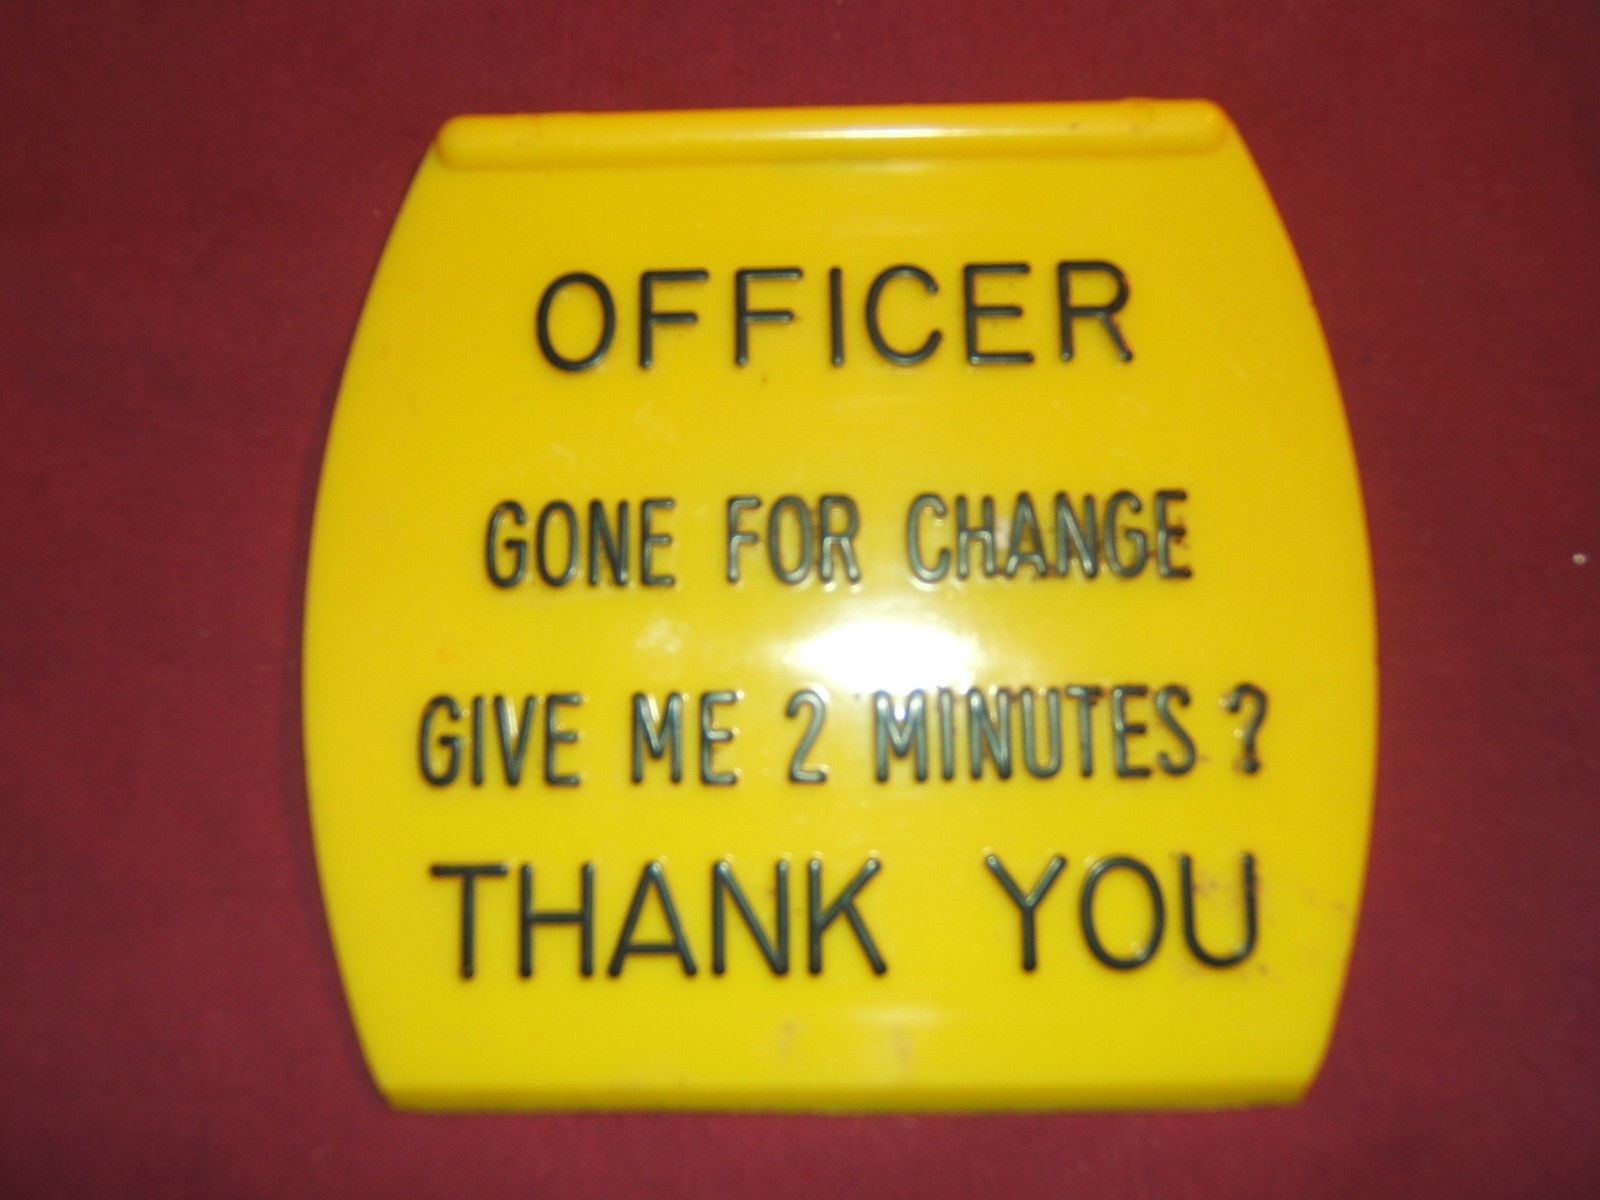 OFFICER
GONE FOR CHANGE
GIVE ME 2 MINUTES ?
THANK YOU